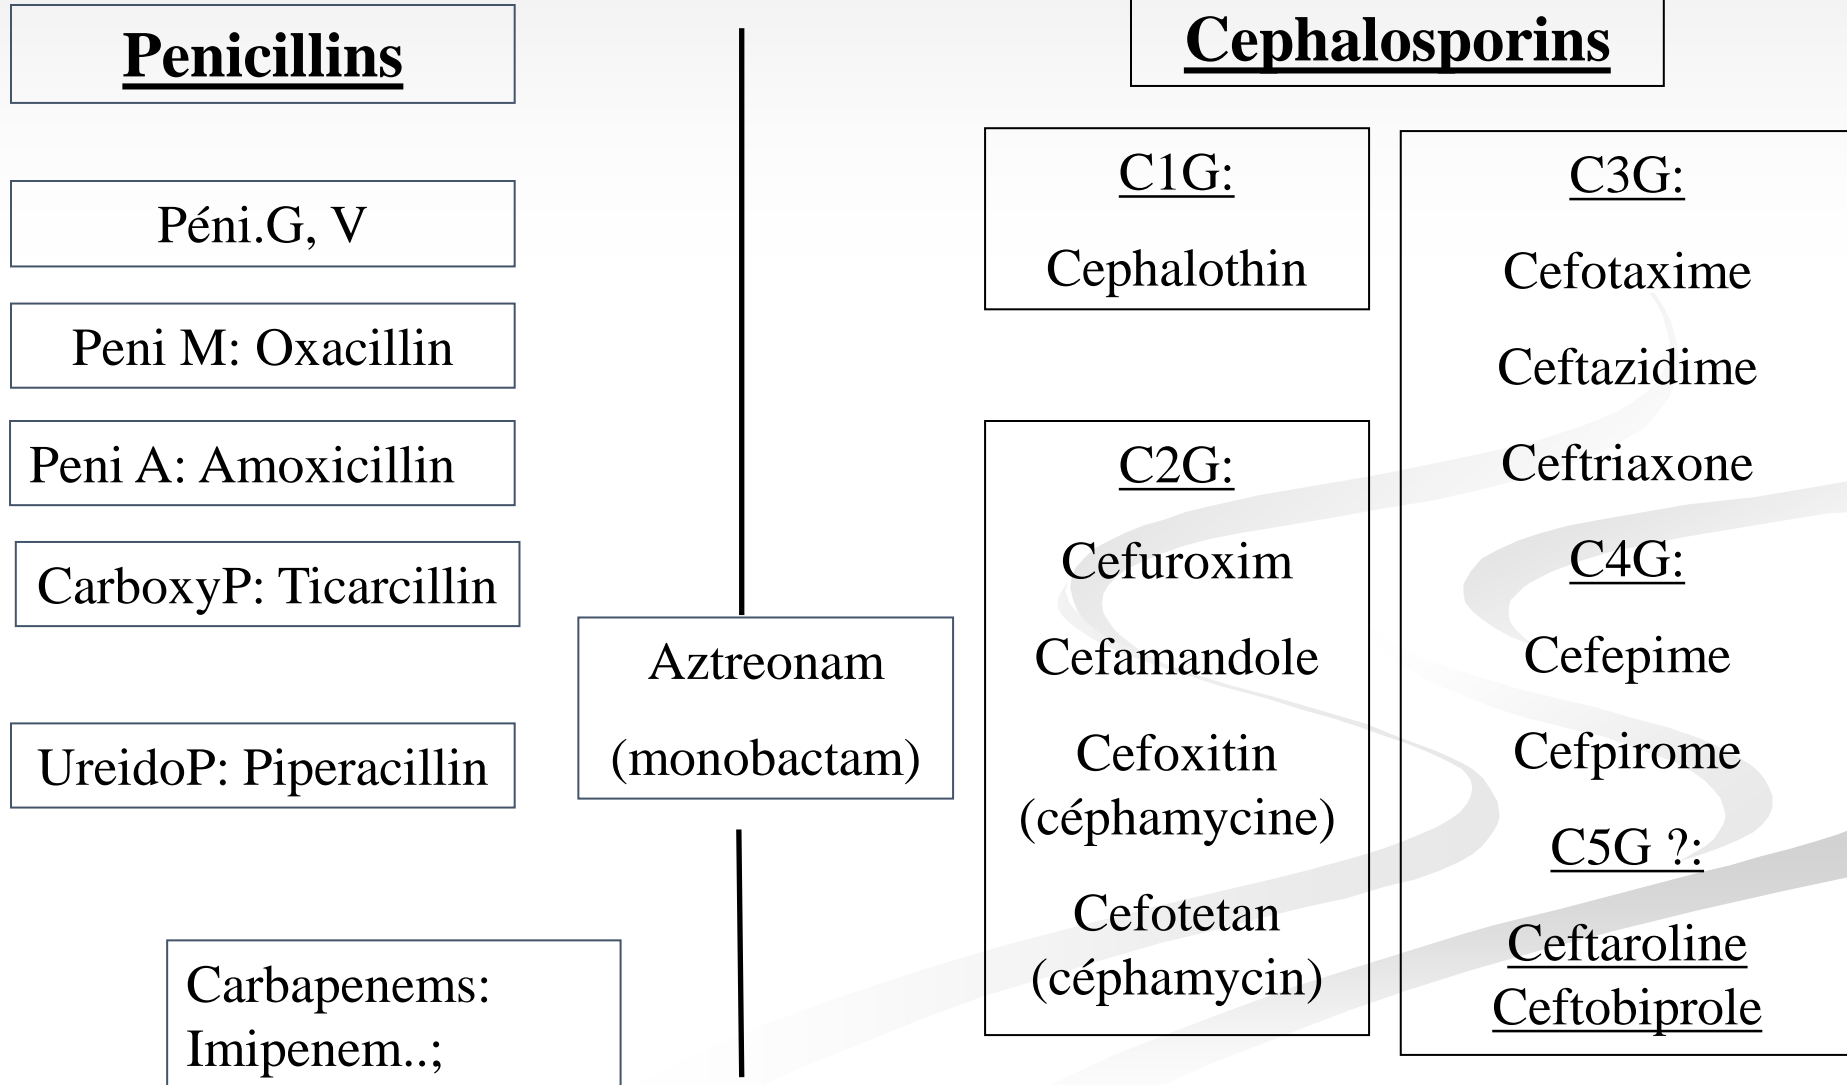 Penicillins
Péni.G, V
Peni M: Oxacillin
Peni A: Amoxicillin
CarboxyP: Ticarcillin
UreidoP: Piperacillin
Carbapenems:
Imipenem..;
Aztreonam
(monobactam)
Cephalosporins
C1G:
Cephalothin
C2G:
Cefuroxim
Cefamandole
Cefoxitin
(céphamycine)
Cefotetan
(céphamycin)
C3G:
Cefotaxime
Ceftazidime
Ceftriaxone
C4G:
Cefepime
Cefpirome
C5G ?:
Ceftaroline
Ceftobiprole